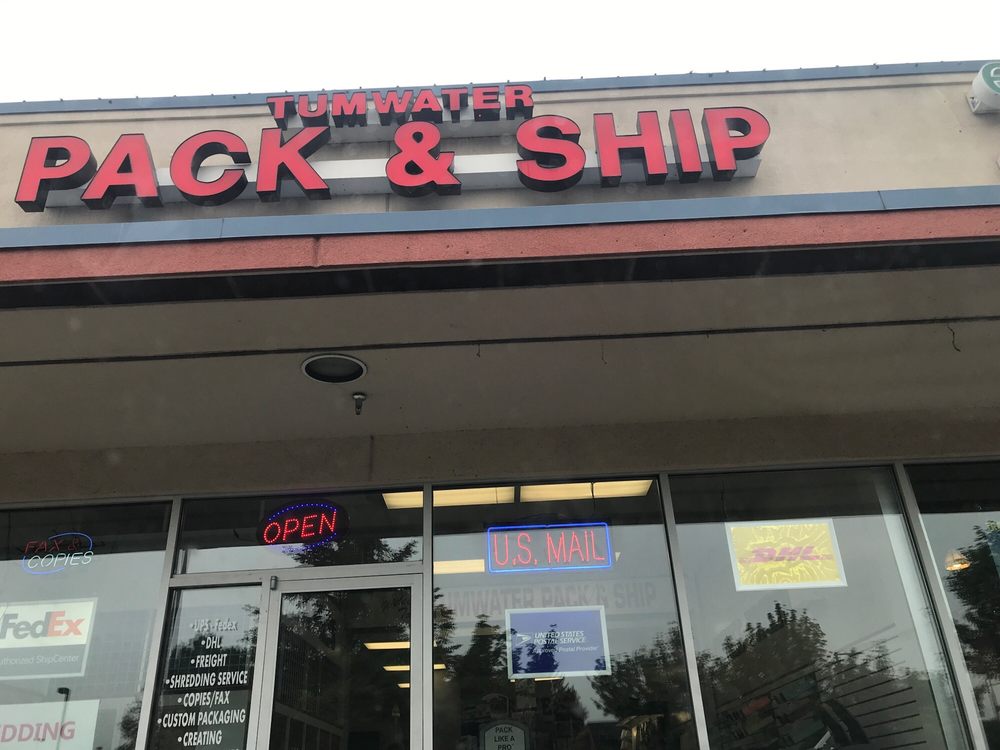 TUMWATER
PACK & SHIP
OPEN
FAX &
COPIES
U.S. MAIL
DHL
FedEx
Authorized ShipCenter
UNITED STATES
POSTAL SERVICE
Approved Postal Provider
TUMWATER PACK & SHIP
•UPS •FedEx
•DHL
•FREIGHT
•SHREDDING SERVICE
•COPIES/FAX
•CUSTOM PACKAGING
•CREATING
EDDING
PACK
LIKE A
PRO